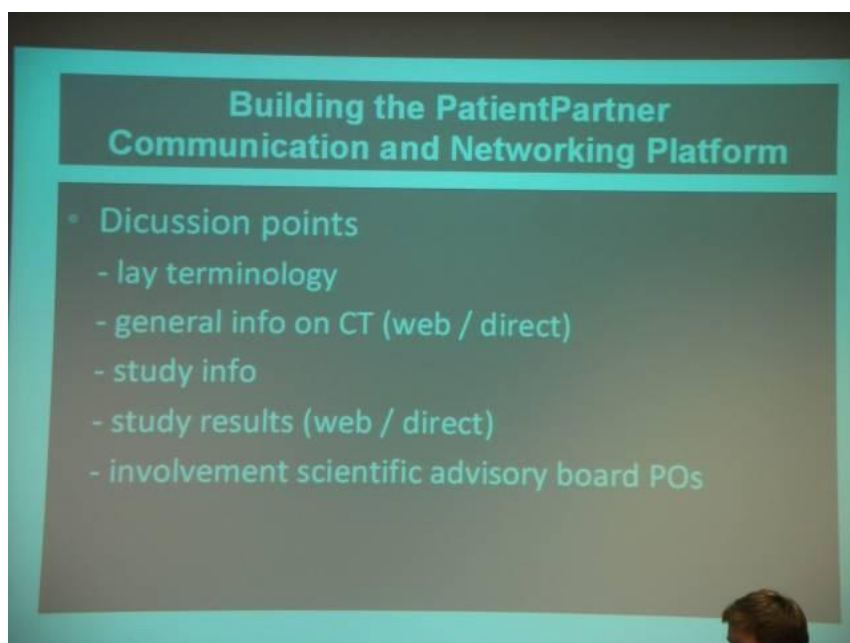 Building the PatientPartner
Communication and Networking Platform
• Dicussion points
- lay terminology
- general info on CT (web / direct)
- study info
- study results (web / direct)
- involvement scientific advisory board POs